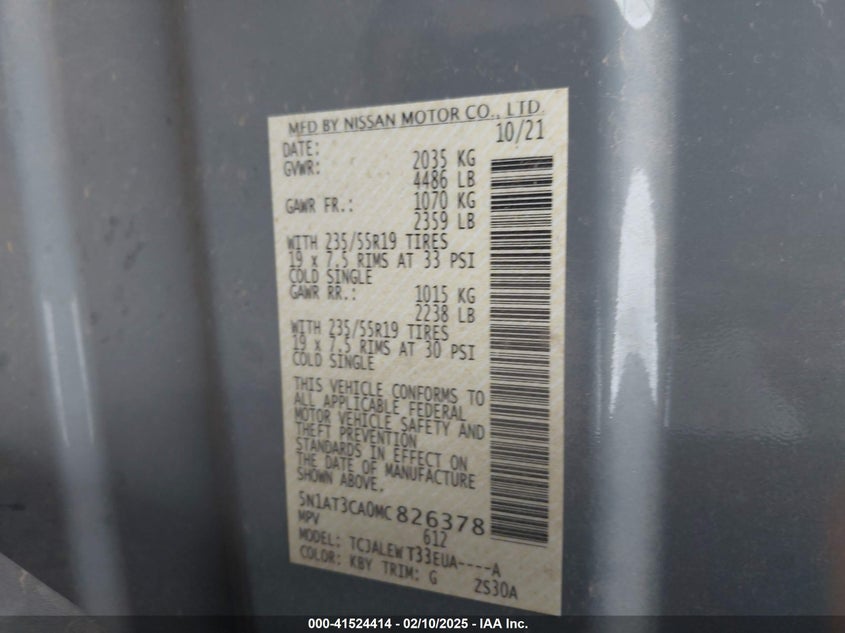 MFD BY NISSAN MOTOR CO., LTD.
DATE: 10/21
GVWR: 2035 KG
4486 LB
GAWR FR.: 1070 KG
2359 LB
WITH 235/55R19 TIRES
19 x 7.5 RIMS AT 33 PSI
COLD SINGLE
GAWR RR.: 1015 KG
2238 LB
WITH 235/55R19 TIRES
19 x 7.5 RIMS AT 30 PSI
COLD SINGLE
THIS VEHICLE CONFORMS TO
ALL APPLICABLE FEDERAL
MOTOR VEHICLE SAFETY AND
THEFT PREVENTION
STANDARDS IN EFFECT ON
THE DATE OF MANUFACTURE
SHOWN ABOVE.
5N1AT3CA0MC826378
MPV 612
MODEL: TCJALEW T33EUA----A
COLOR: KBY TRIM: G 2S30A
000-41524414 - 02/10/2025 - IAA Inc.